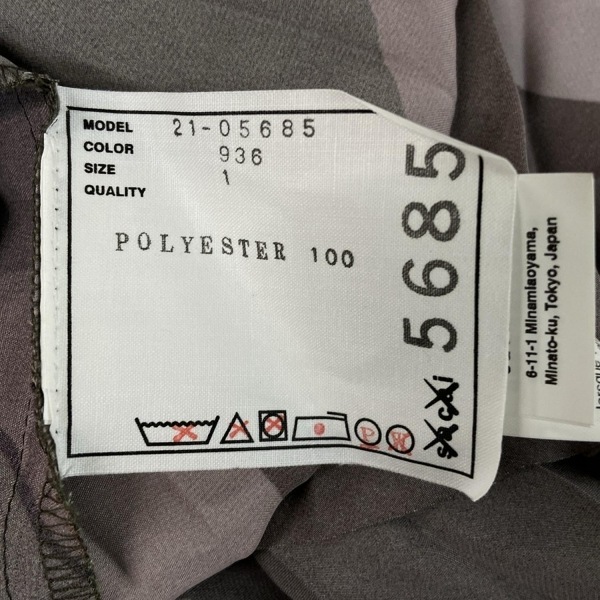 MODEL 21-05685
COLOR 936
SIZE 1
QUALITY
POLYESTER 100
5685
sacai
P W
6-11-1 Minamiaoyama,
Minato-ku, Tokyo, Japan